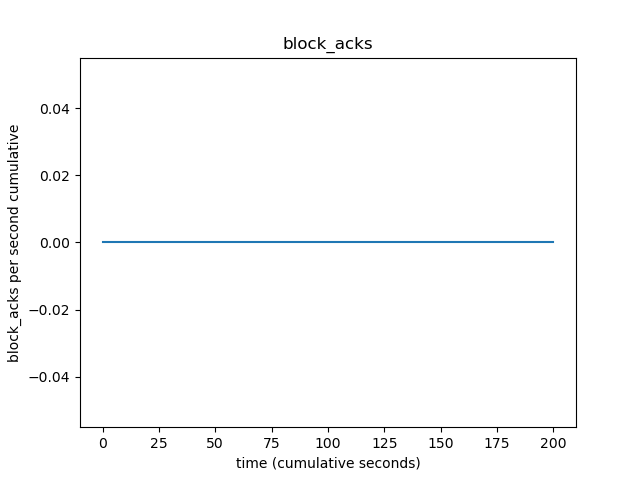 block_acks
block_acks per second cumulative
0.04
0.02
0.00
−0.02
−0.04
0 25 50 75 100 125 150 175 200
time (cumulative seconds)